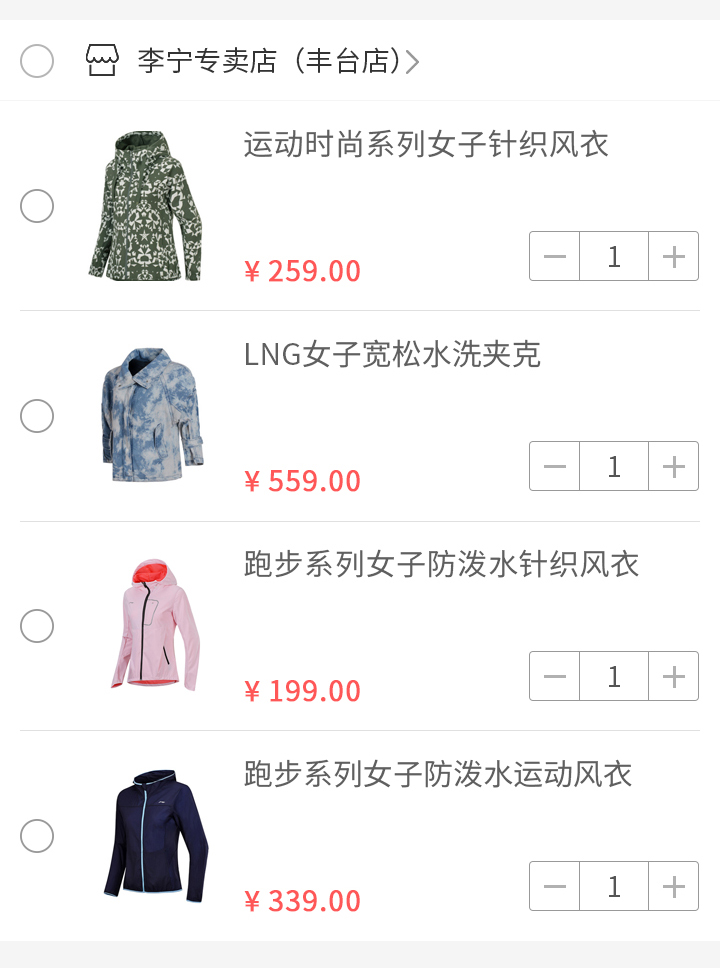 李宁专卖店（丰台店）
运动时尚系列女子针织风衣
¥ 259.00
1
LNG女子宽松水洗夹克
¥ 559.00
1
跑步系列女子防泼水针织风衣
¥ 199.00
1
跑步系列女子防泼水运动风衣
¥ 339.00
1